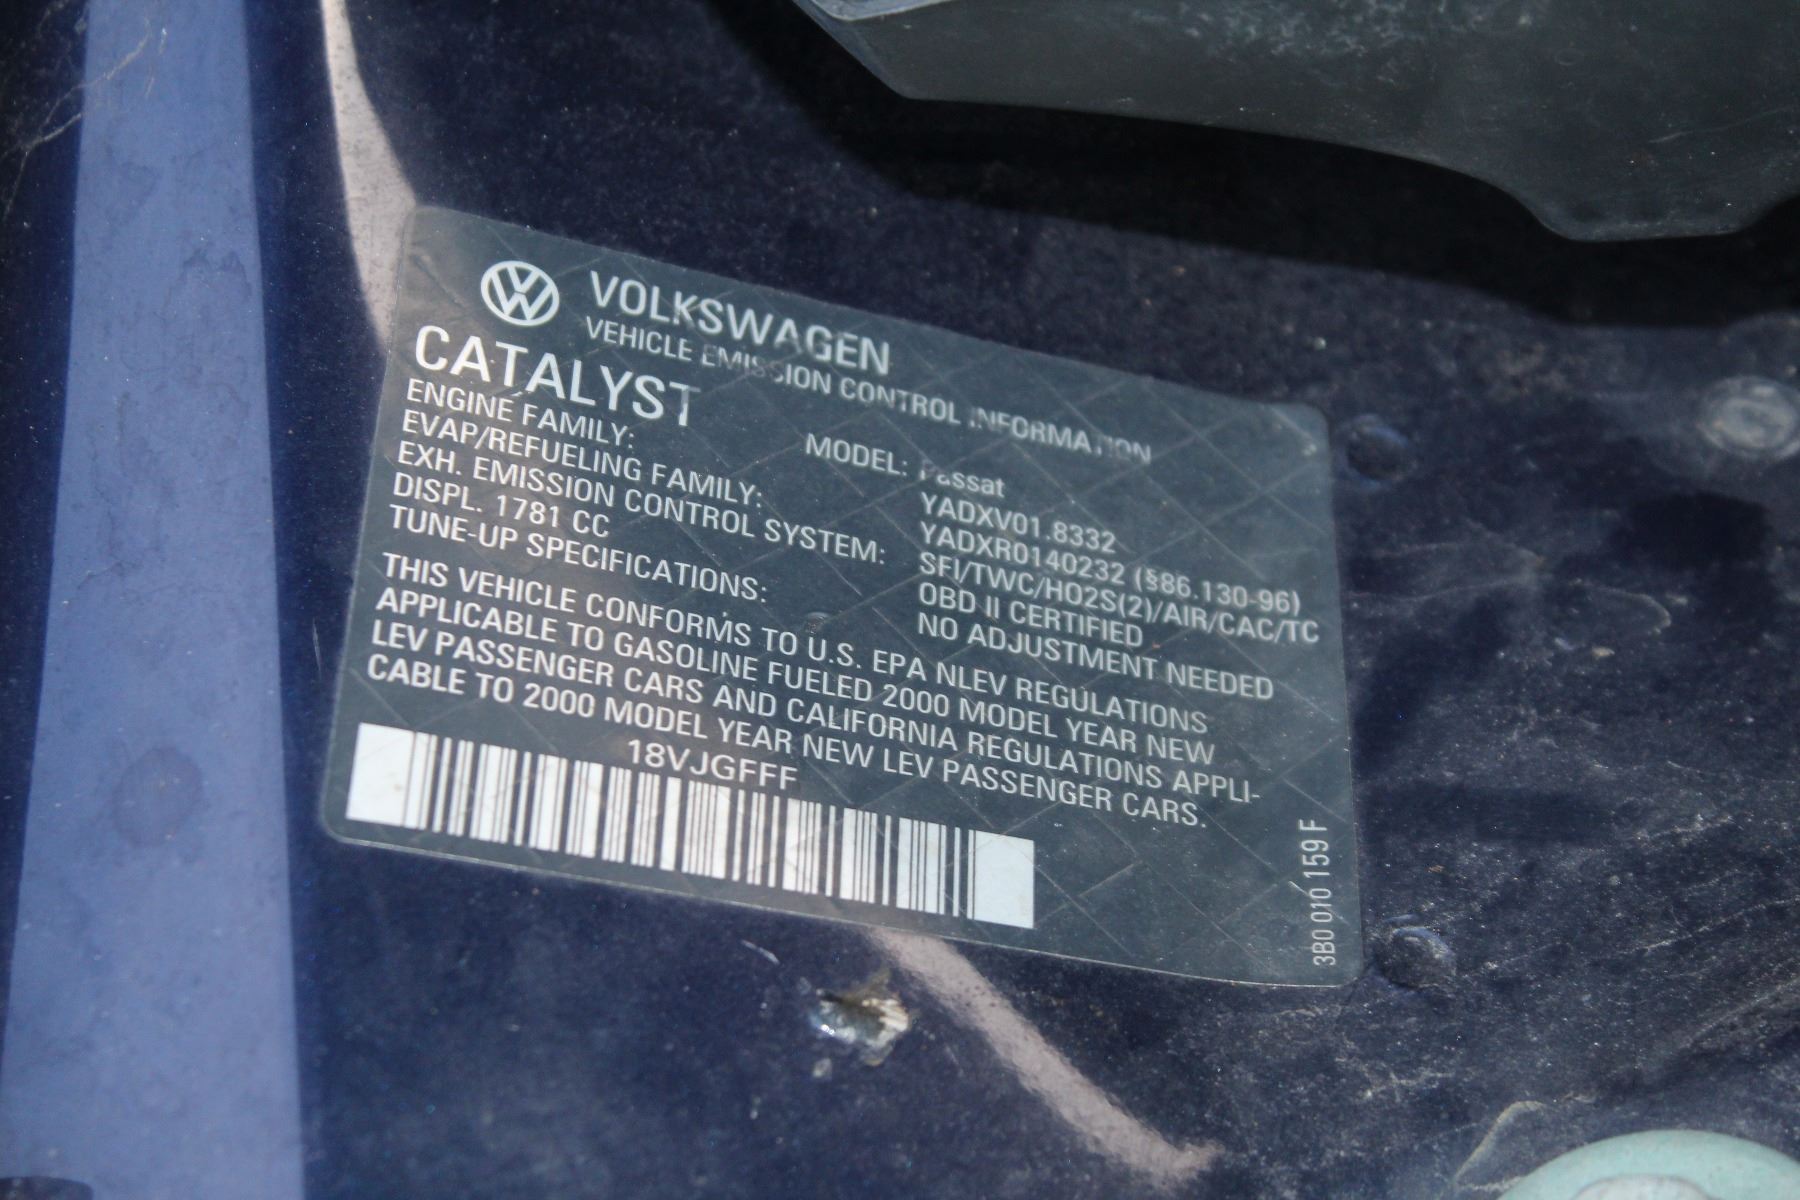 VOLKSWAGEN
VEHICLE EMISSION CONTROL INFORMATION
CATALYST
MODEL: Passat
ENGINE FAMILY: YADXV01.8332
EVAP/REFUELING FAMILY: YADXR0140232 (§86.130-96)
EXH. EMISSION CONTROL SYSTEM: SFI/TWC/HO2S(2)/AIR/CAC/TC
DISPL. 1781 CC OBD II CERTIFIED
TUNE-UP SPECIFICATIONS: NO ADJUSTMENT NEEDED
THIS VEHICLE CONFORMS TO U.S. EPA NLEV REGULATIONS
APPLICABLE TO GASOLINE FUELED 2000 MODEL YEAR NEW
LEV PASSENGER CARS AND CALIFORNIA REGULATIONS APPLI-
CABLE TO 2000 MODEL YEAR NEW LEV PASSENGER CARS.
18VJGFFF
3B0 010 159 F